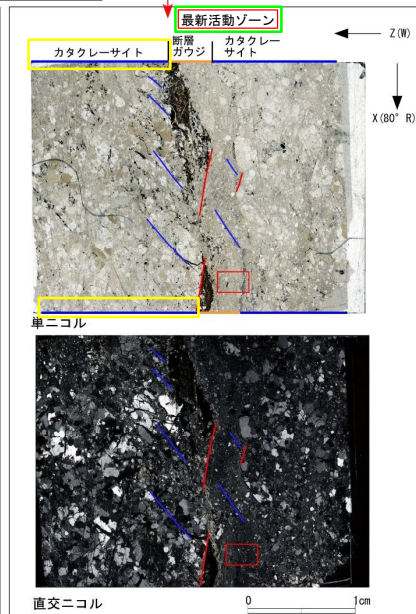 最新活動ゾーン
Z(W)
カタクレーサイト
断層
ガウジ
カタクレー
サイト
X(80° R)
単ニコル
直交ニコル
0 1cm